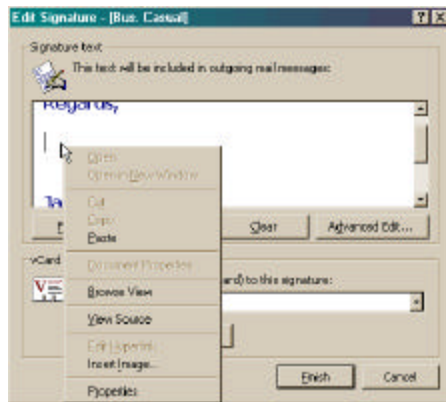 Edit Signature - [Bus. Casual]
Signature text
This text will be included in outgoing mail messages:
Regards,
Open
Open in New Window
Cut
Copy
Paste
Clear
Advanced Edit...
Document Properties
vCard
card) to this signature:
Browse View
View Source
Edit Hyperlink
Insert Image...
Finish
Cancel
Properties